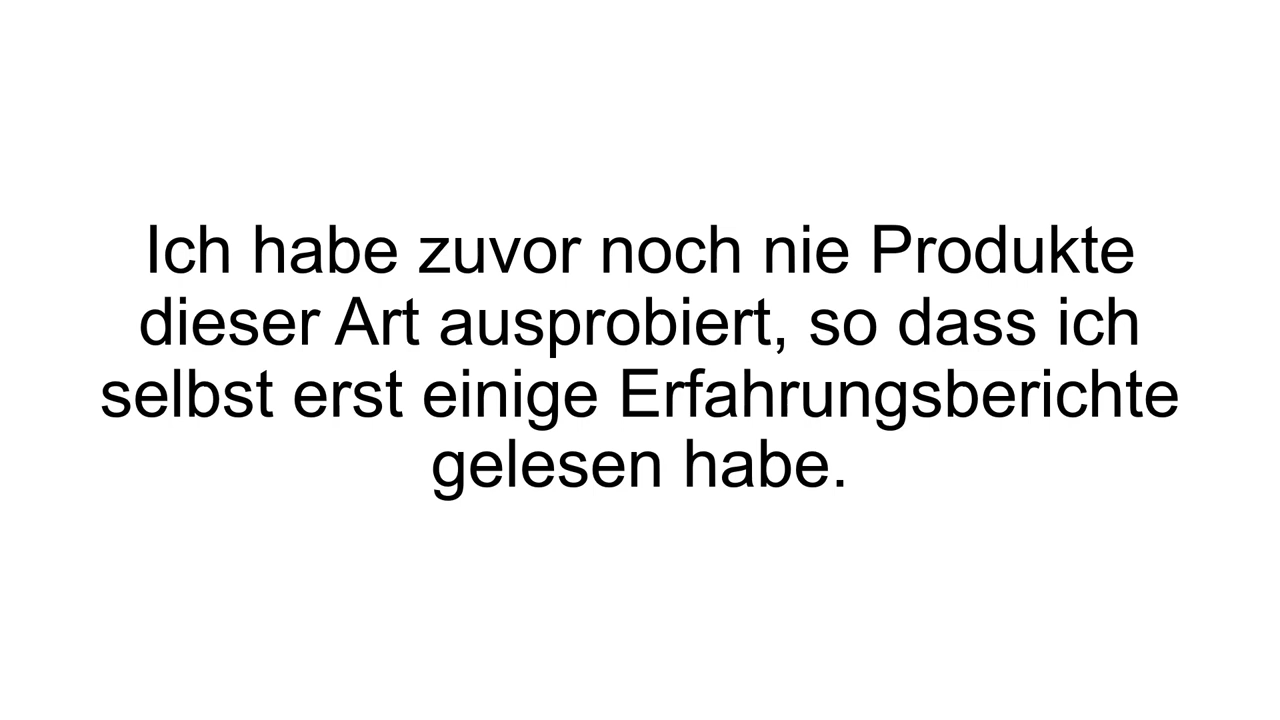 Ich habe zuvor noch nie Produkte
dieser Art ausprobiert, so dass ich
selbst erst einige Erfahrungsberichte
gelesen habe.